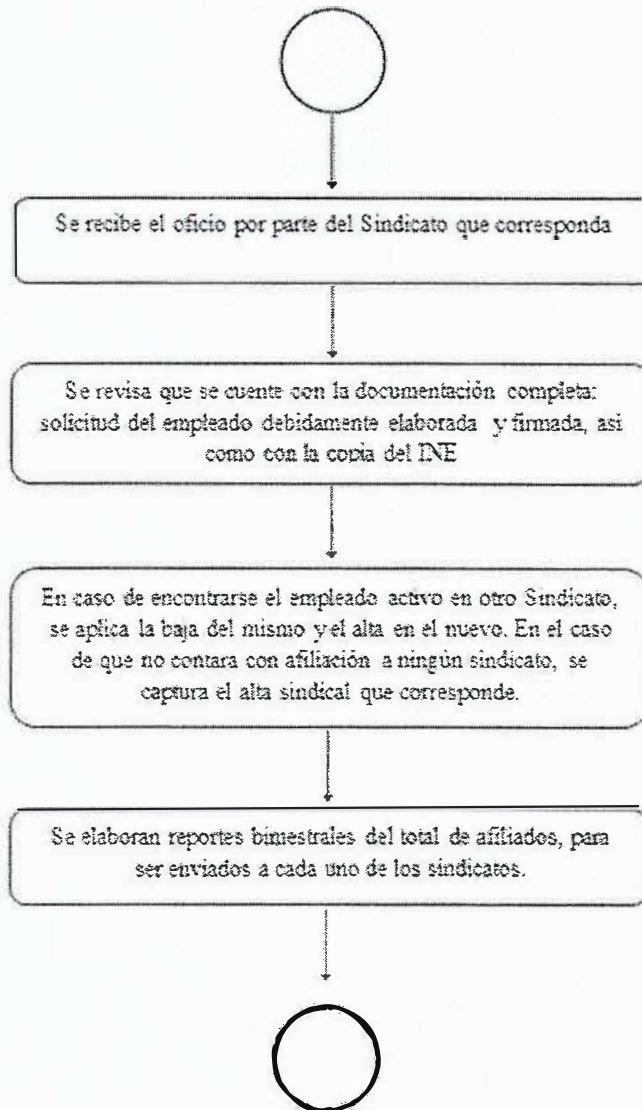 Se recibe el oficio por parte del Sindicato que corresponda
Se revisa que se cuente con la documentación completa:
solicitud del empleado debidamente elaborada y firmada, asi
como con la copia del INE
En caso de encontrarse el empleado activo en otro Sindicato,
se aplica la baja del mismo y el alta en el nuevo. En el caso
de que no contara con afiliación a ningún sindicato, se
captura el alta sindical que corresponde.
Se elaboran reportes bimestrales del total de afiliados, para
ser enviados a cada uno de los sindicatos.